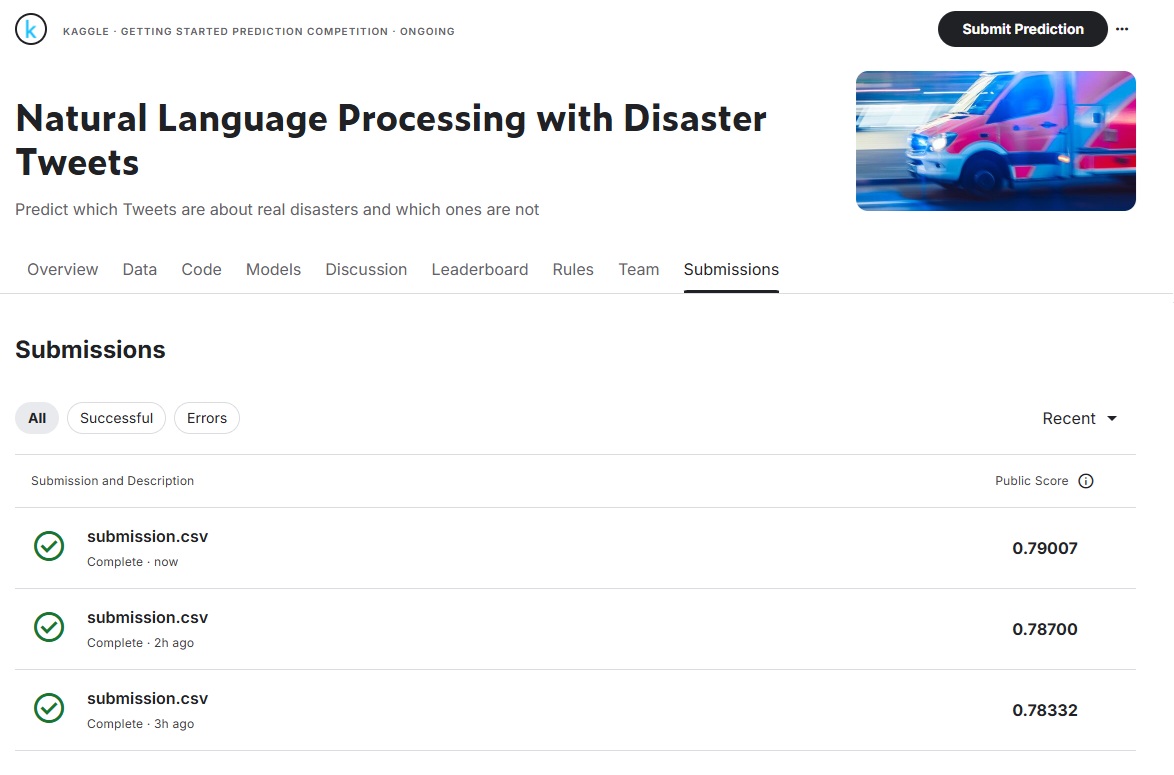 k
KAGGLE · GETTING STARTED PREDICTION COMPETITION · ONGOING
Submit Prediction
Natural Language Processing with Disaster
Tweets
Predict which Tweets are about real disasters and which ones are not
Overview Data Code Models Discussion Leaderboard Rules Team Submissions
Submissions
All Successful Errors Recent
Submission and Description Public Score
submission.csv
Complete · now
0.79007
submission.csv
Complete · 2h ago
0.78700
submission.csv
Complete · 3h ago
0.78332